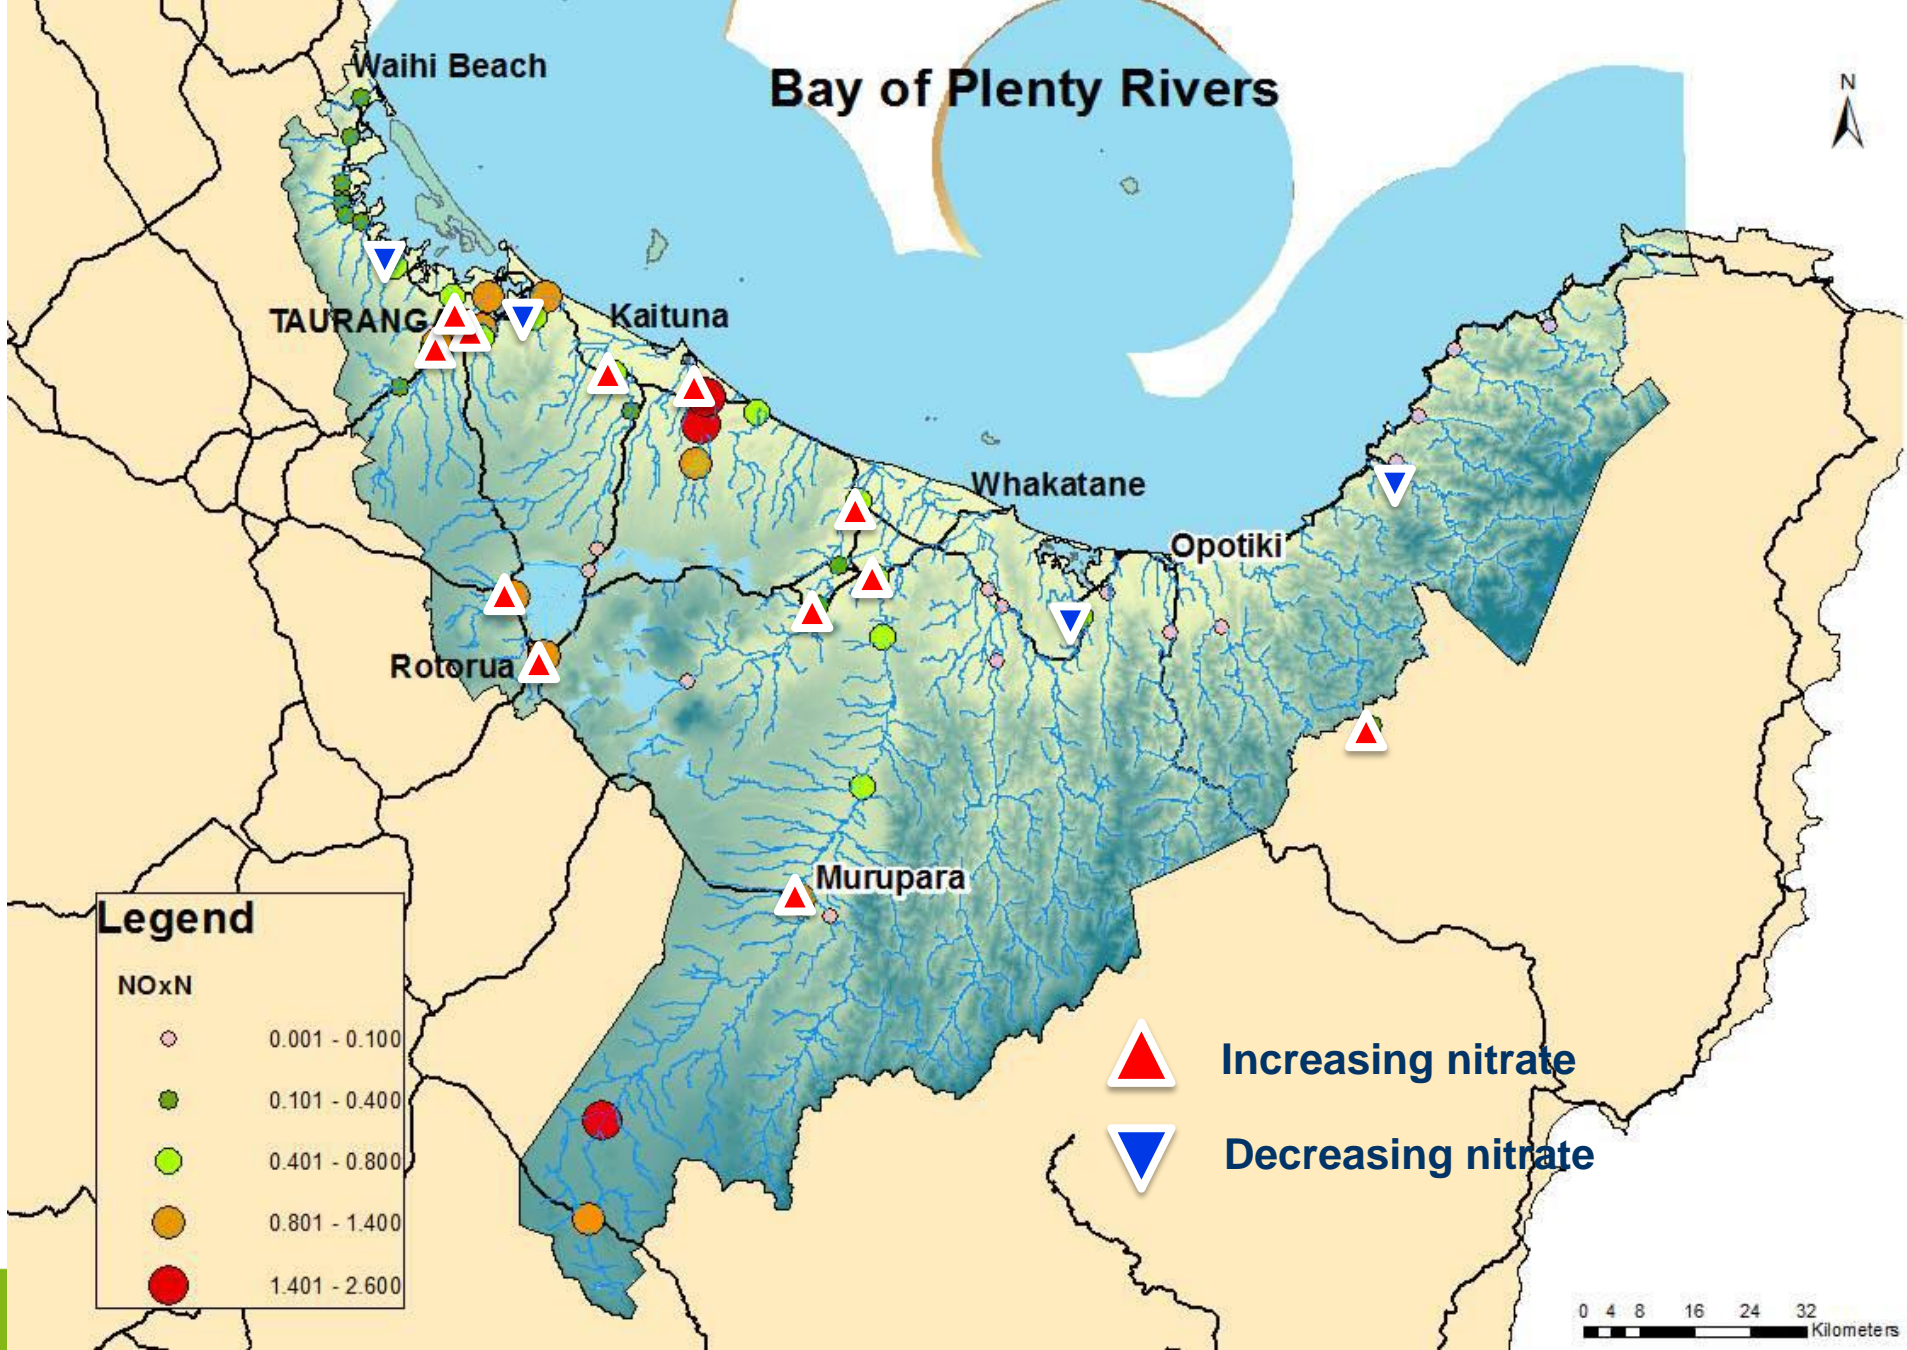 Bay of Plenty Rivers
Waihi Beach
N
TAURANGA
Kaituna
Whakatane
Opotiki
Rotorua
Murupara
Legend
NOxN
0.001 - 0.100
0.101 - 0.400
0.401 - 0.800
0.801 - 1.400
1.401 - 2.600
Increasing nitrate
Decreasing nitrate
0 4 8 16 24 32
Kilometers